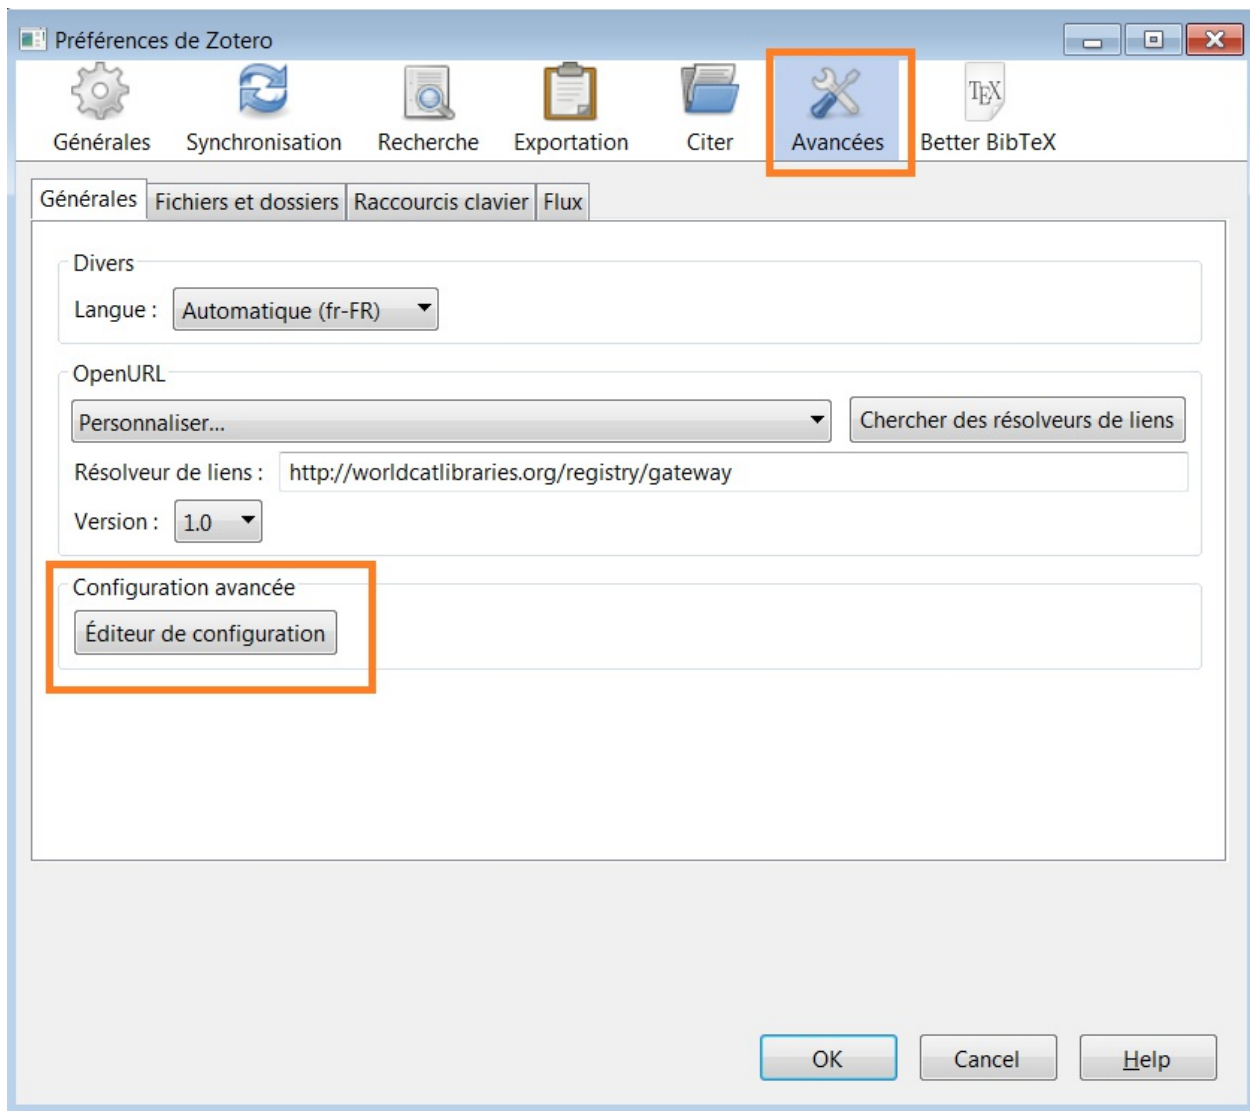 Préférences de Zotero
Générales Synchronisation Recherche Exportation Citer Avancées TEX Better BibTeX
Générales Fichiers et dossiers Raccourcis clavier Flux
Divers
Langue : Automatique (fr-FR)
OpenURL
Personnaliser... Chercher des résolveurs de liens
Résolveur de liens : http://worldcatlibraries.org/registry/gateway
Version : 1.0
Configuration avancée
Éditeur de configuration
OK Cancel Help